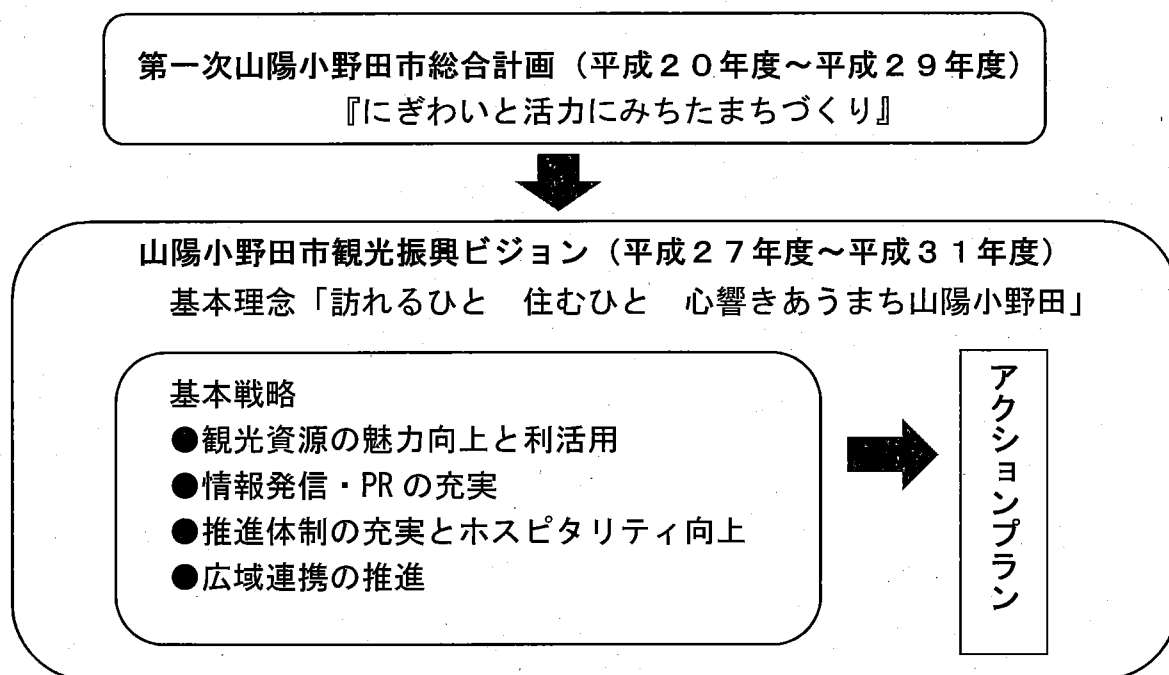 第一次山陽小野田市総合計画（平成２０年度～平成２９年度）
『にぎわいと活力にみちたまちづくり』
山陽小野田市観光振興ビジョン（平成２７年度～平成３１年度）
基本理念「訪れるひと　住むひと　心響きあうまち山陽小野田」
基本戦略
●観光資源の魅力向上と利活用
●情報発信・PRの充実
●推進体制の充実とホスピタリティ向上
●広域連携の推進
アクションプラン